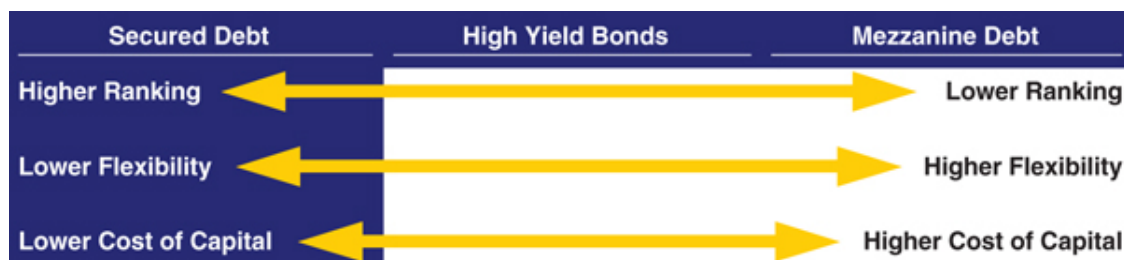 Secured Debt High Yield Bonds Mezzanine Debt
Higher Ranking Lower Ranking
Lower Flexibility Higher Flexibility
Lower Cost of Capital Higher Cost of Capital